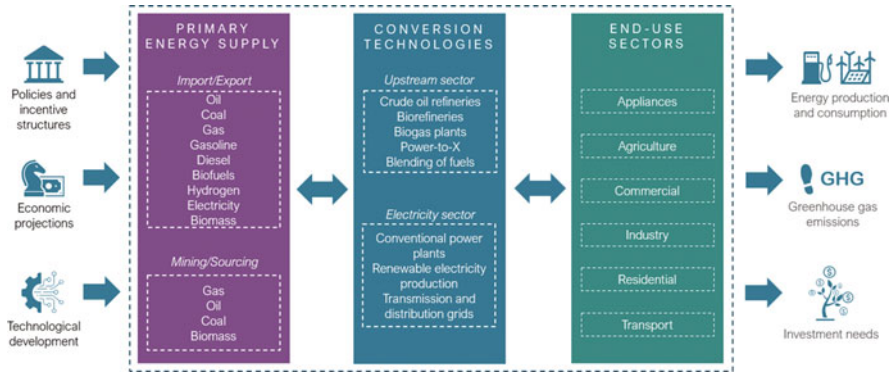 Policies and
incentive
structures
Economic
projections
Technological
development
PRIMARY
ENERGY SUPPLY
Import/Export
Oil
Coal
Gas
Gasoline
Diesel
Biofuels
Hydrogen
Electricity
Biomass
Mining/Sourcing
Gas
Oil
Coal
Biomass
CONVERSION
TECHNOLOGIES
Upstream sector
Crude oil refineries
Biorefineries
Biogas plants
Power-to-X
Blending of fuels
Electricity sector
Conventional power
plants
Renewable electricity
production
Transmission and
distribution grids
END-USE
SECTORS
Appliances
Agriculture
Commercial
Industry
Residential
Transport
Energy production
and consumption
GHG
Greenhouse gas
emissions
Investment needs